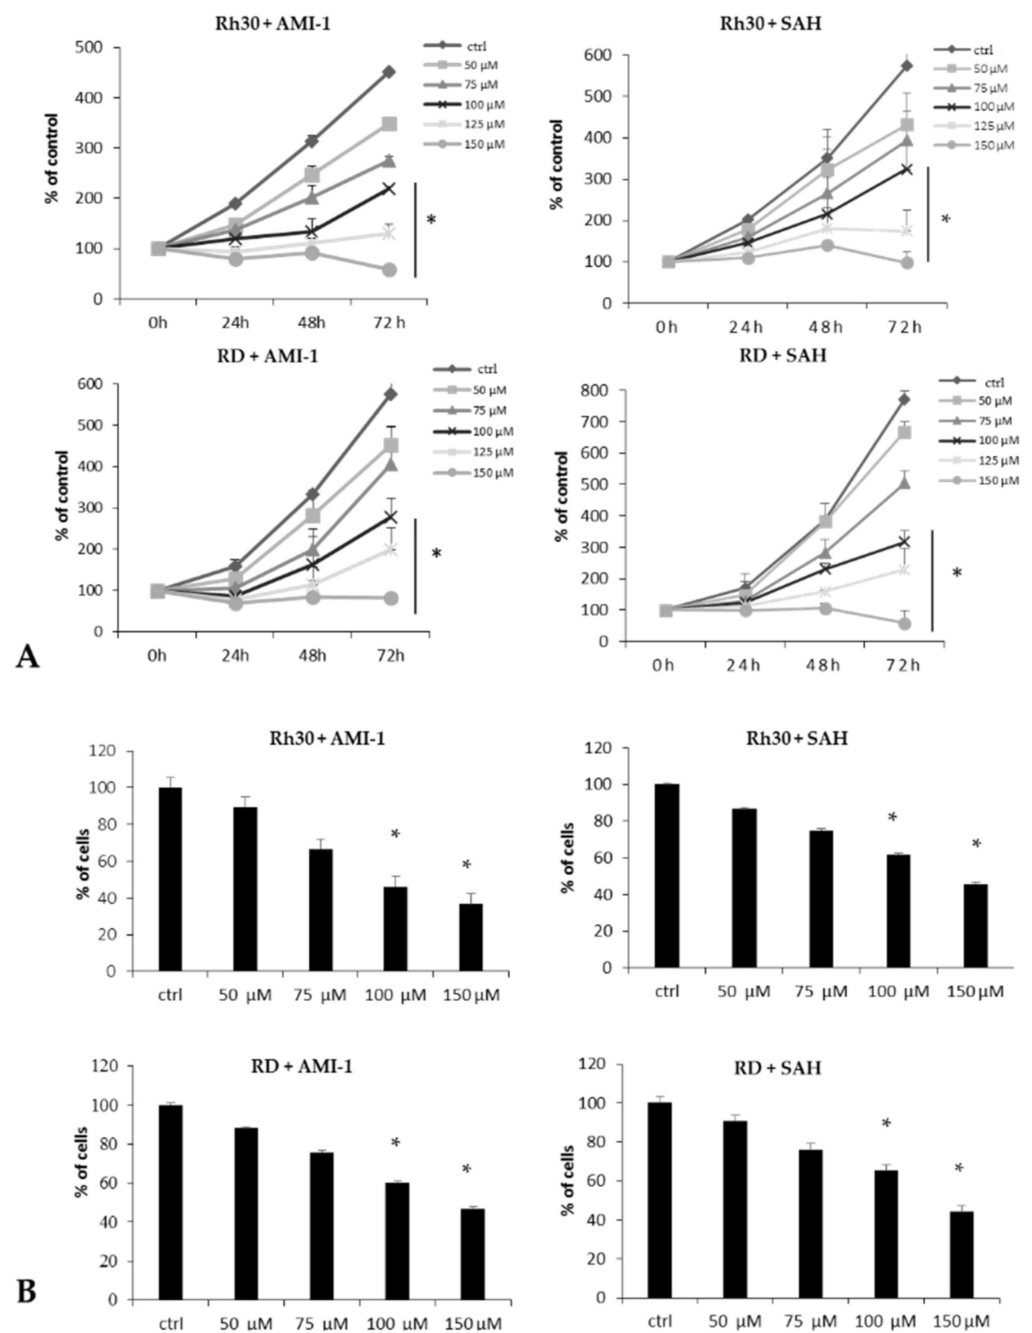 Rh30 + AMI-1
% of control
600
500
400
300
200
100
0
0h 24h 48h 72 h
ctrl
50 µM
75 µM
100 µM
125 µM
150 µM
*
Rh30 + SAH
% of control
600
500
400
300
200
100
0
0 h 24 h 48 h 72 h
ctrl
50 µM
75 µM
100 µM
125 µM
150 µM
*
RD + AMI-1
% of control
600
500
400
300
200
100
0
0h 24h 48h 72h
ctrl
50 µM
75 µM
100 µM
125 µM
150 µM
*
RD + SAH
% of control
800
700
600
500
400
300
200
100
0
0 h 24 h 48 h 72 h
ctrl
50 µM
75 µM
100 µM
125 µM
150 µM
*
A
Rh30 + AMI-1
% of cells
120
100
80
60
40
20
0
ctrl 50 µM 75 µM 100 µM 150 µM
* *
Rh30 + SAH
% of cells
120
100
80
60
40
20
0
ctrl 50 µM 75 µM 100 µM 150 µM
* *
RD + AMI-1
% of cells
120
100
80
60
40
20
0
ctrl 50 µM 75 µM 100 µM 150 µM
* *
RD + SAH
% of cells
120
100
80
60
40
20
0
ctrl 50 µM 75 µM 100 µM 150 µM
* *
B